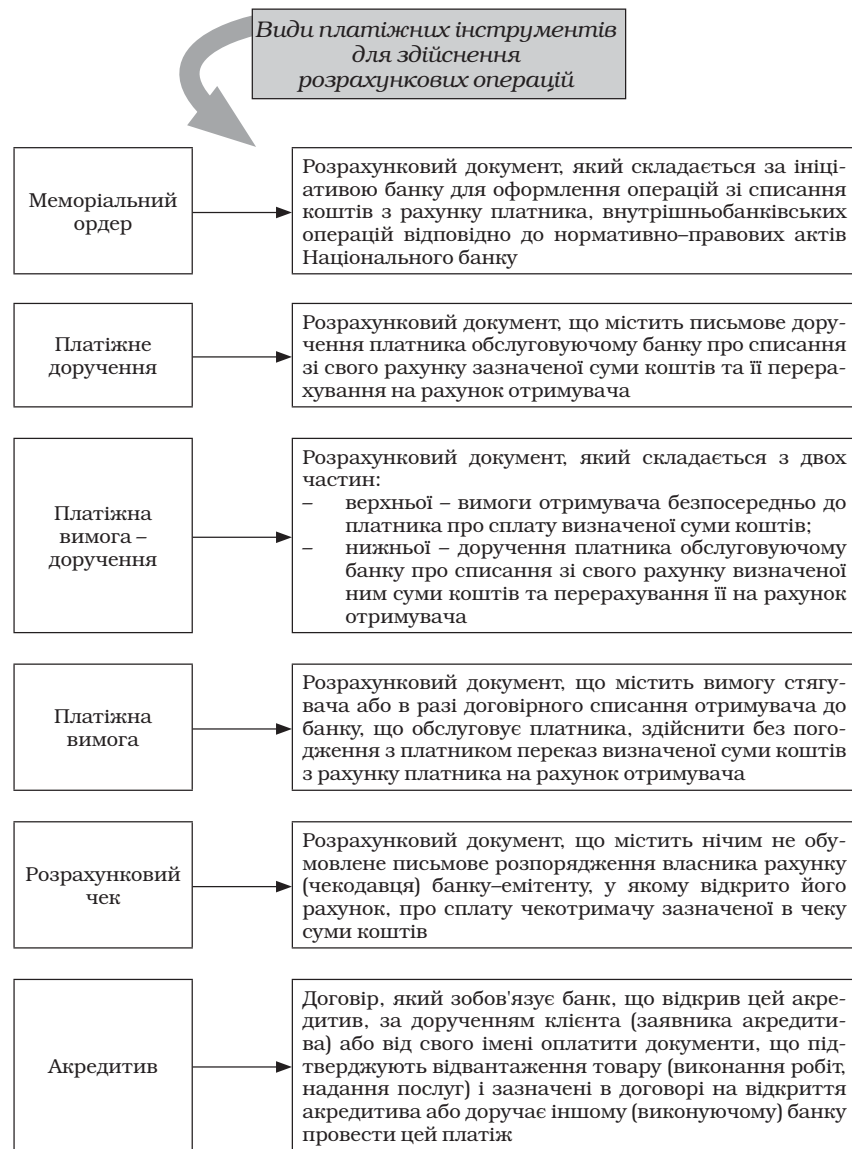 Види платіжних інструментів
для здійснення
розрахункових операцій
Меморіальний
ордер
Розрахунковий документ, який складається за ініці-
ативою банку для оформлення операцій зі списання
коштів з рахунку платника, внутрішньобанківських
операцій відповідно до нормативно–правових актів
Національного банку
Платіжне
доручення
Розрахунковий документ, що містить письмове дору-
чення платника обслуговуючому банку про списання
зі свого рахунку зазначеної суми коштів та її перера-
хування на рахунок отримувача
Платіжна
вимога –
доручення
Розрахунковий документ, який складається з двох
частин:
– верхньої – вимоги отримувача безпосередньо до
платника про сплату визначеної суми коштів;
– нижньої – доручення платника обслуговуючому
банку про списання зі свого рахунку визначеної
ним суми коштів та перерахування її на рахунок
отримувача
Платіжна
вимога
Розрахунковий документ, що містить вимогу стягу-
вача або в разі договірного списання отримувача до
банку, що обслуговує платника, здійснити без пого-
дження з платником переказ визначеної суми коштів
з рахунку платника на рахунок отримувача
Розрахунковий
чек
Розрахунковий документ, що містить нічим не обу-
мовлене письмове розпорядження власника рахунку
(чекодавця) банку–емітенту, у якому відкрито його
рахунок, про сплату чекотримачу зазначеної в чеку
суми коштів
Акредитив
Договір, який зобов'язує банк, що відкрив цей акре-
дитив, за дорученням клієнта (заявника акредити-
ва) або від свого імені оплатити документи, що під-
тверджують відвантаження товару (виконання робіт,
надання послуг) і зазначені в договорі на відкриття
акредитива або доручає іншому (виконуючому) банку
провести цей платіж